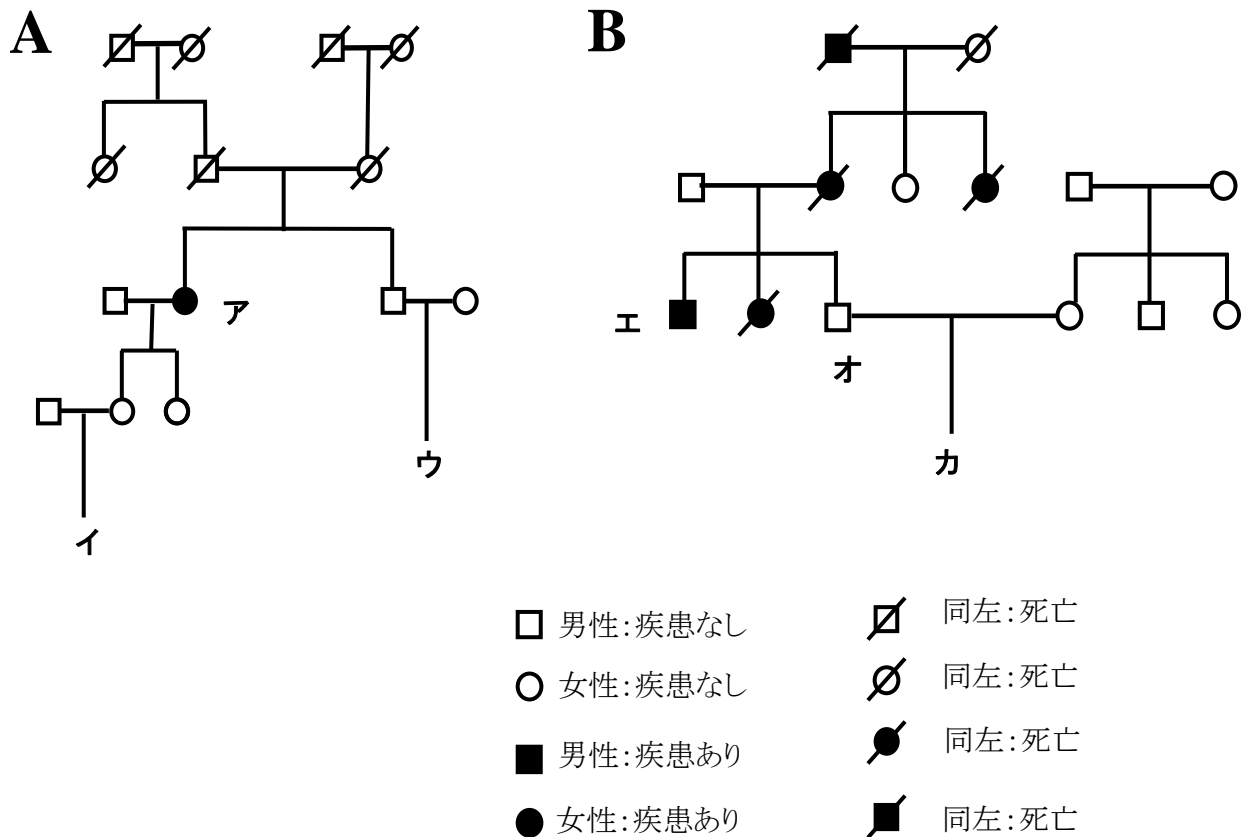 A
B
ア
エ
オ
ウ
カ
イ
男性:疾患なし
同左:死亡
女性:疾患なし
同左:死亡
男性:疾患あり
同左:死亡
女性:疾患あり
同左:死亡